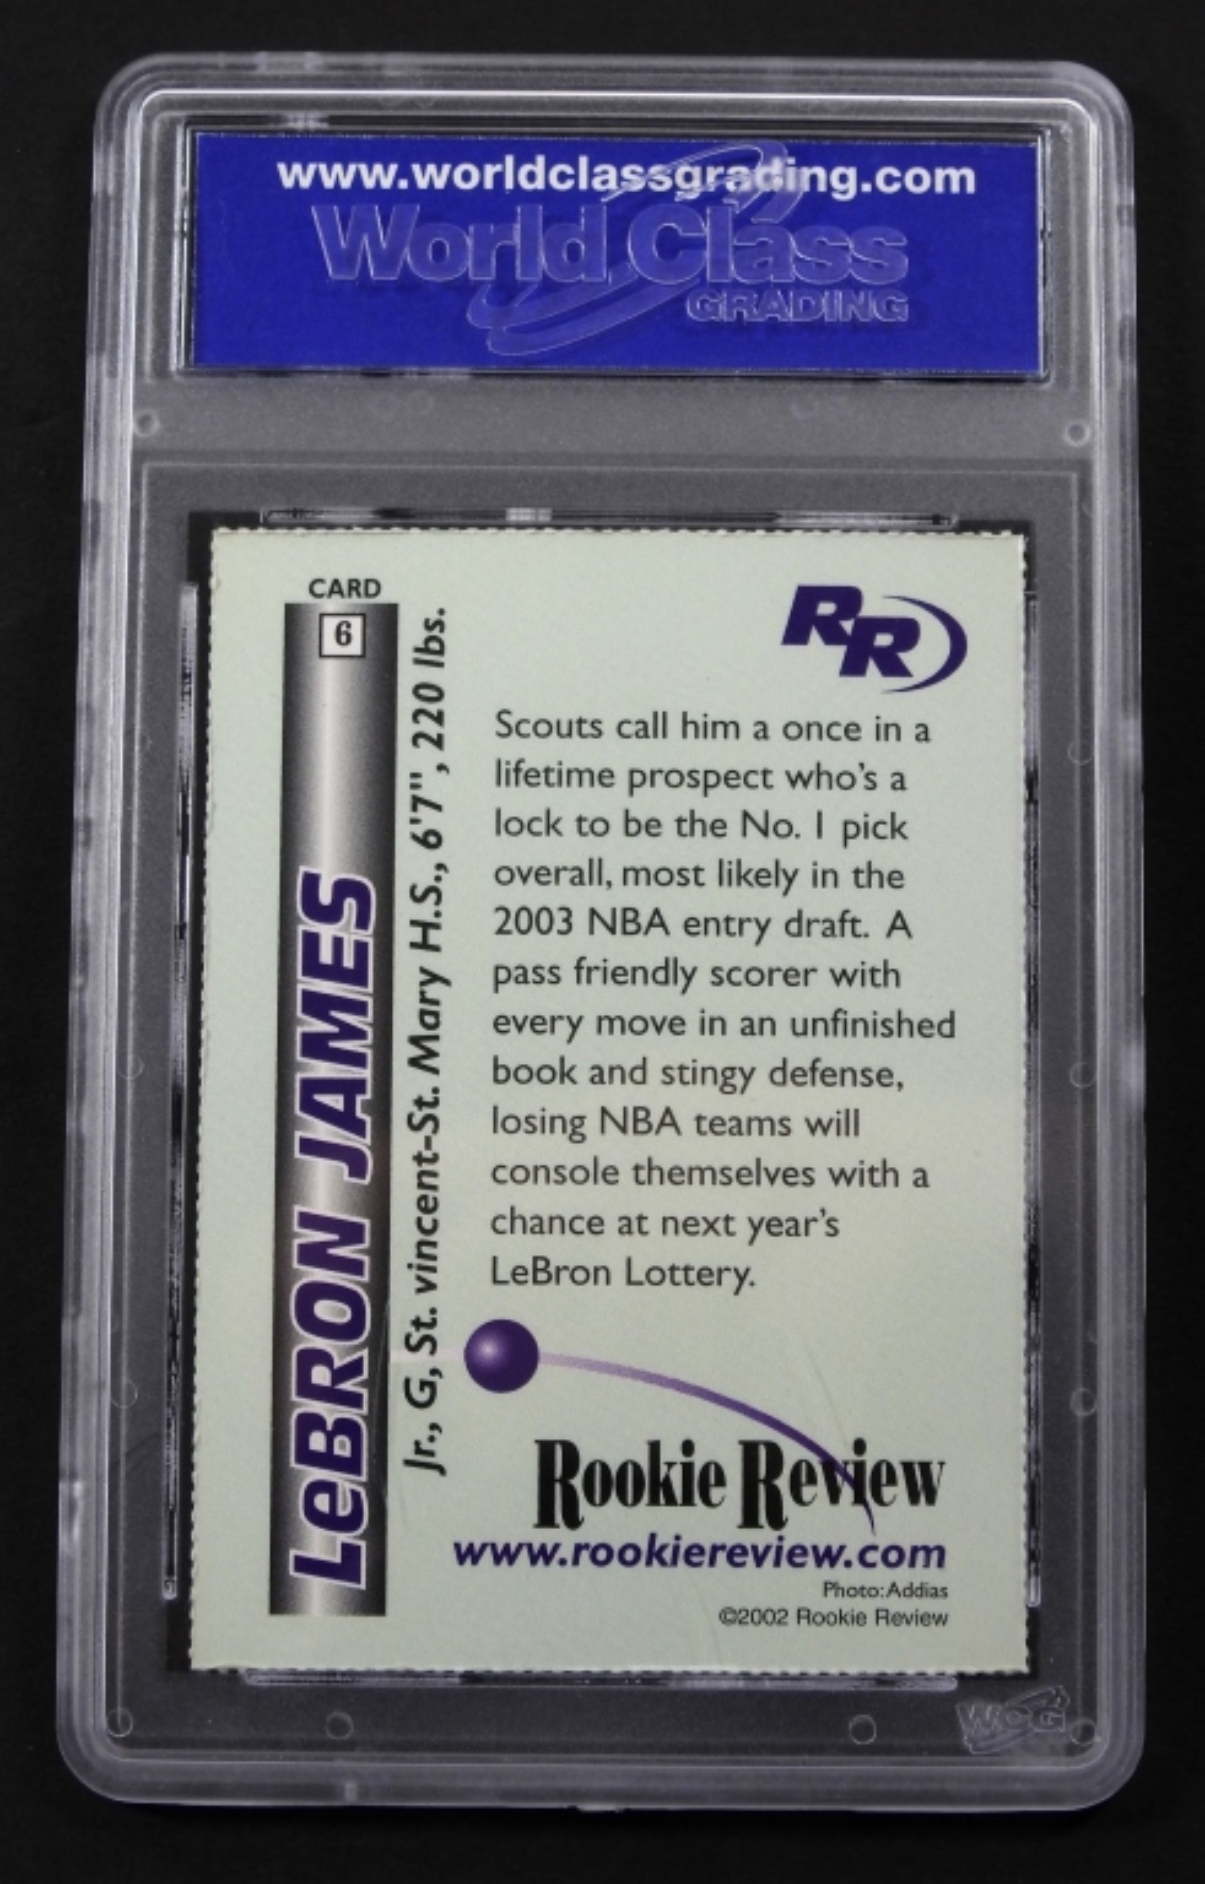 www.worldclassgrading.com
World Class
GRADING
CARD
6
LeBRON JAMES
Jr., G, St. vincent-St. Mary H.S., 6'7", 220 lbs.
RR
Scouts call him a once in a
lifetime prospect who's a
lock to be the No. 1 pick
overall, most likely in the
2003 NBA entry draft. A
pass friendly scorer with
every move in an unfinished
book and stingy defense,
losing NBA teams will
console themselves with a
chance at next year's
LeBron Lottery.
Rookie Review
www.rookiereview.com
Photo: Addias
©2002 Rookie Review
WCG